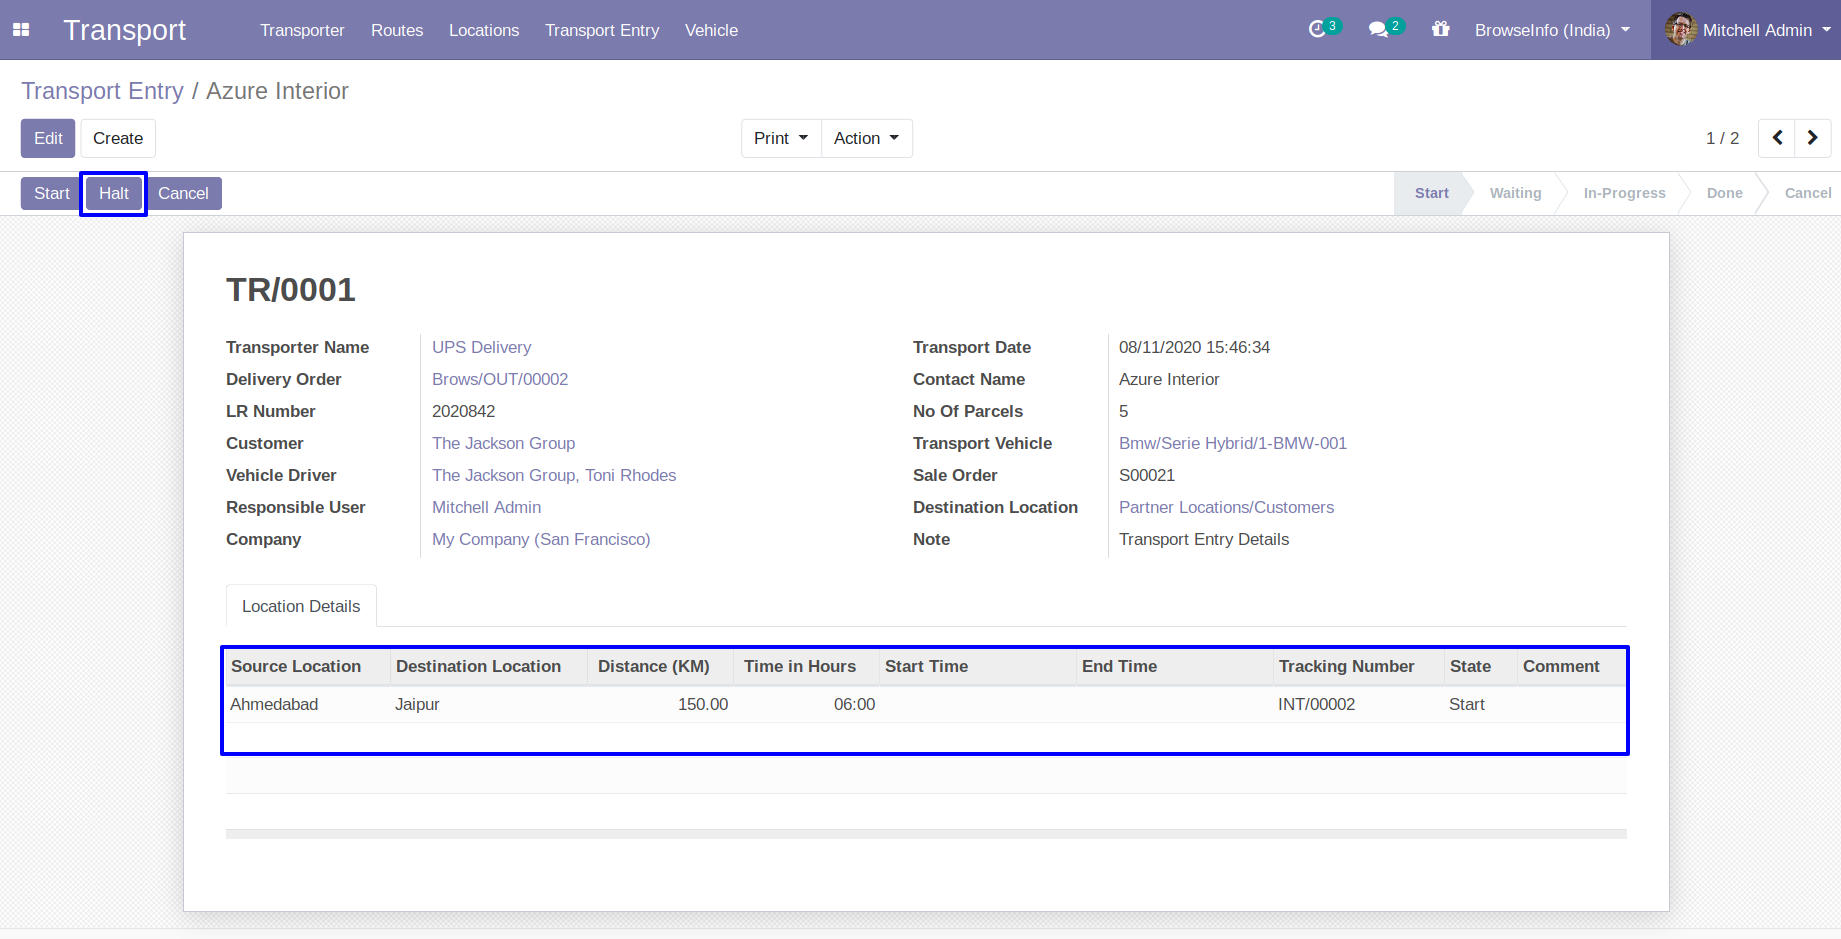 Transport Transporter Routes Locations Transport Entry Vehicle 3 2 BrowseInfo (India) Mitchell Admin
Transport Entry / Azure Interior
Edit Create Print Action 1 / 2
Start Halt Cancel Start Waiting In-Progress Done Cancel
TR/0001
Transporter Name UPS Delivery Transport Date 08/11/2020 15:46:34
Delivery Order Brows/OUT/00002 Contact Name Azure Interior
LR Number 2020842 No Of Parcels 5
Customer The Jackson Group Transport Vehicle Bmw/Serie Hybrid/1-BMW-001
Vehicle Driver The Jackson Group, Toni Rhodes Sale Order S00021
Responsible User Mitchell Admin Destination Location Partner Locations/Customers
Company My Company (San Francisco) Note Transport Entry Details
Location Details
Source Location Destination Location Distance (KM) Time in Hours Start Time End Time Tracking Number State Comment
Ahmedabad Jaipur 150.00 06:00 INT/00002 Start